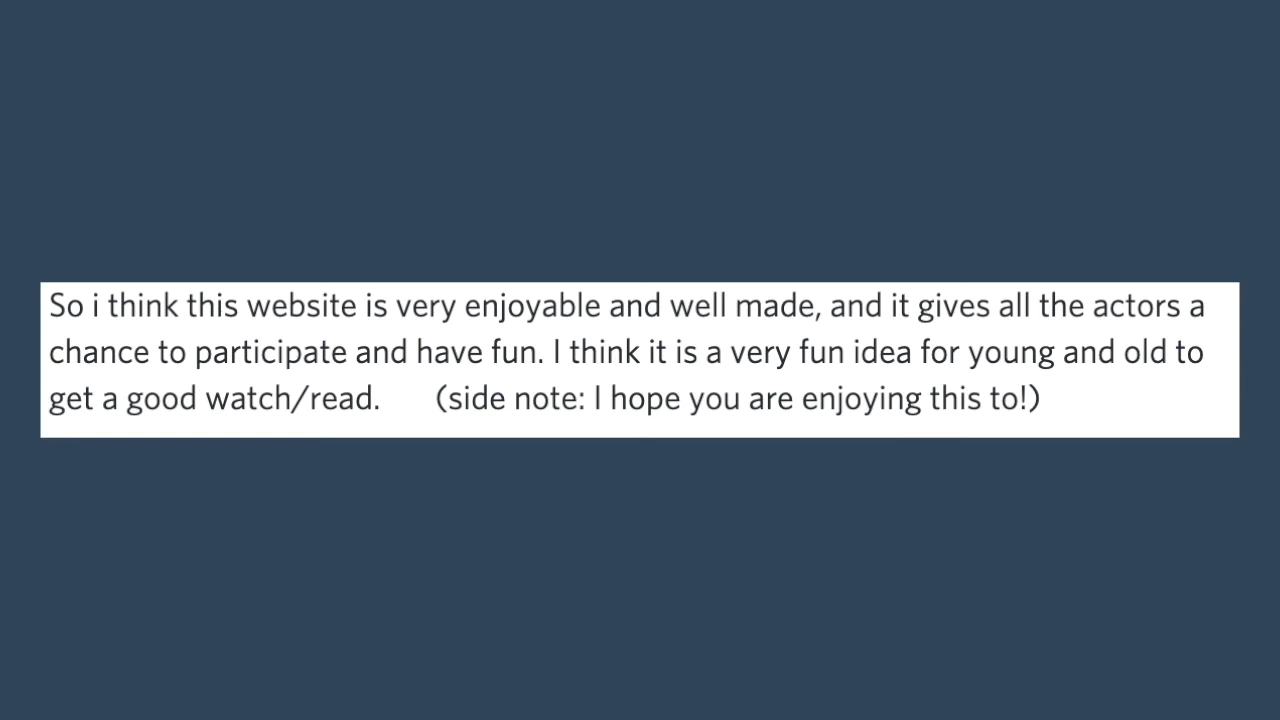 So i think this website is very enjoyable and well made, and it gives all the actors a
chance to participate and have fun. I think it is a very fun idea for young and old to
get a good watch/read. (side note: I hope you are enjoying this to!)